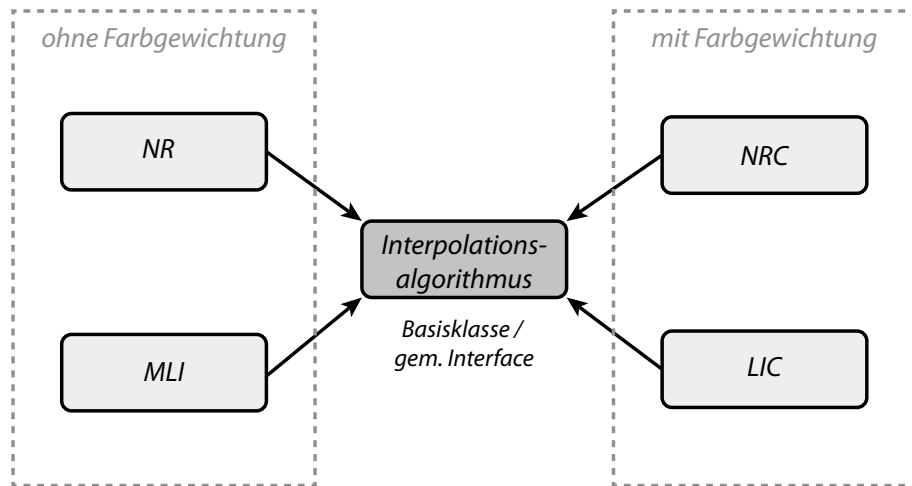 ohne Farbgewichtung
mit Farbgewichtung
NR
NRC
Interpolations-
algorithmus
Basisklasse /
gem. Interface
MLI
LIC